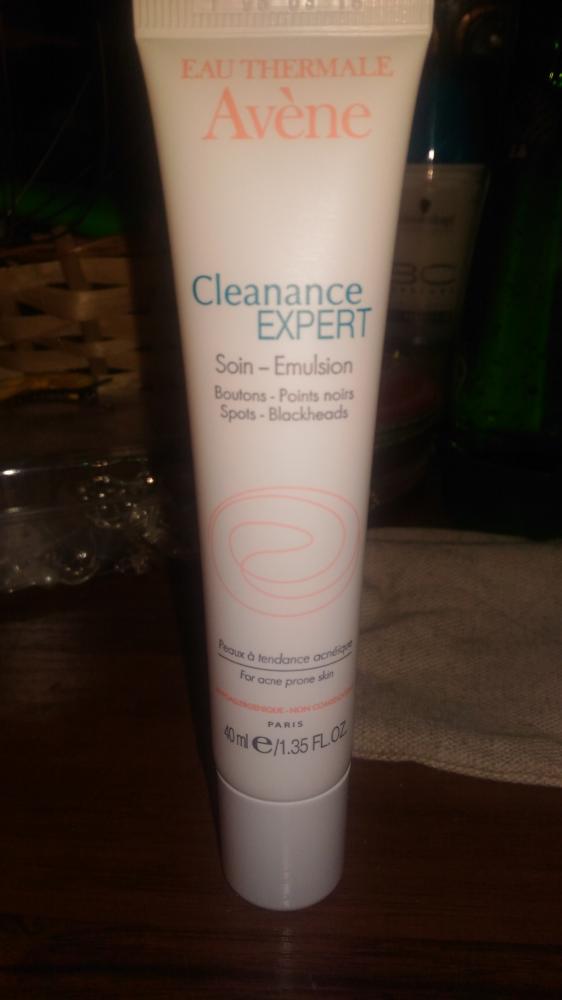 EAU THERMALE
Avène
Cleanance
EXPERT
Soin – Emulsion
Boutons - Points noirs
Spots - Blackheads
Peaux à tendance acnéique
For acne prone skin
PARIS
40 ml e/1.35 FL.OZ.
BC